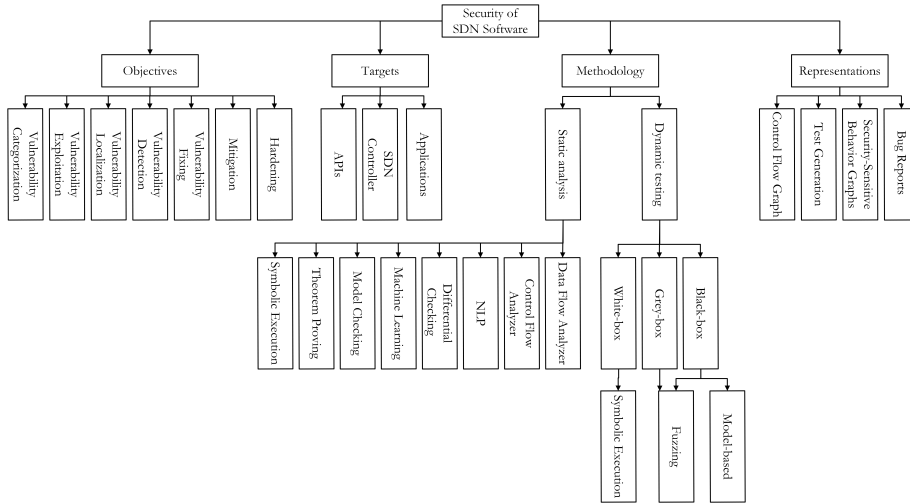 Security of
SDN Software
Objectives
Targets
Methodology
Representations
Vulnerability
Categorization
Vulnerability
Exploitation
Vulnerability
Localization
Vulnerability
Detection
Vulnerability
Fixing
Mitigation
Hardening
APIs
SDN
Controller
Applications
Static analysis
Dynamic testing
Control Flow Graph
Test Generation
Security-Sensitive
Behavior Graphs
Bug Reports
Symbolic Execution
Theorem Proving
Model Checking
Machine Learning
Differential
Checking
NLP
Control Flow
Analyzer
Data Flow Analyzer
White-box
Grey-box
Black-box
Symbolic Execution
Fuzzing
Model-based